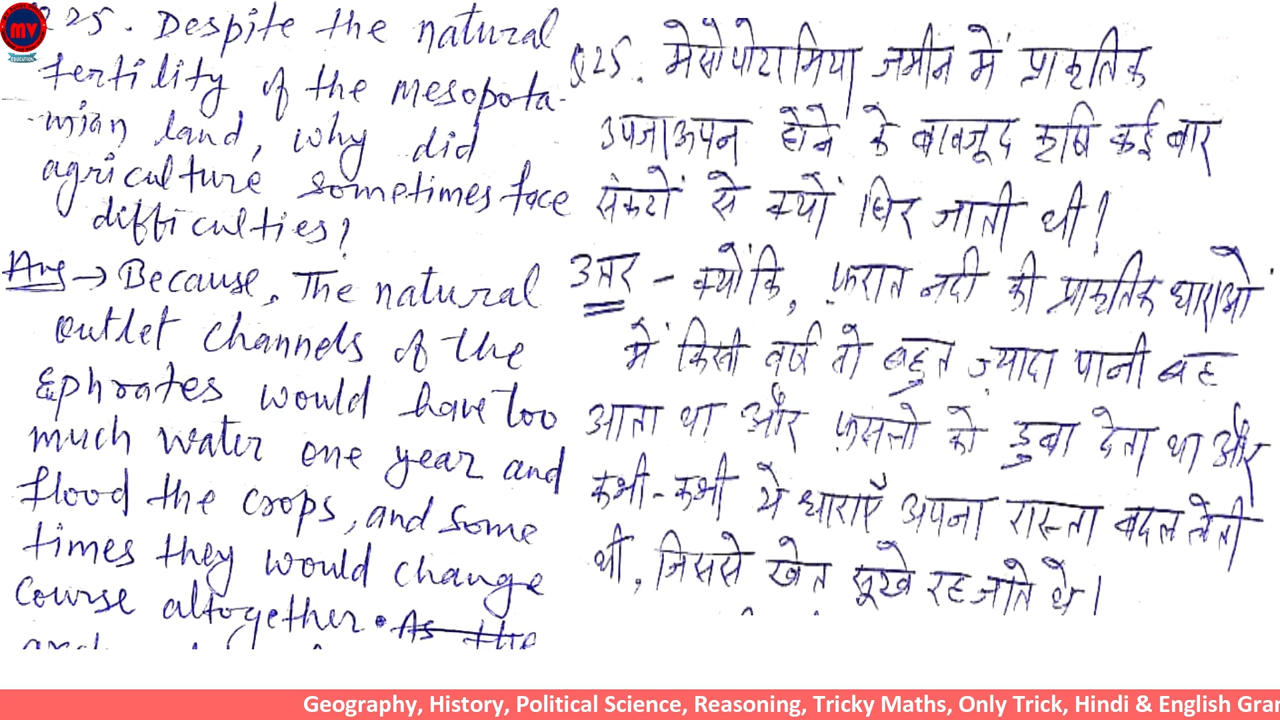 mv
EDUCATION
25. Despite the natural
fertility of the mesopota-
mian land, why did
agriculture sometimes face
difficulties?
Ans → Because, The natural
outlet channels of the
Ephrates would have too
much water one year and
flood the crops, and some
times they would change
course altogether.
Q25. मेसोपोटामिया जमीन में प्राकृतिक
उपजाऊपन होने के बावजूद कृषि कई बार
संकटों से क्यों घिर जाती थी?
उत्तर – क्योंकि, फ़रात नदी की प्राकृतिक धाराओं
में किसी वर्ष तो बहुत ज़्यादा पानी बह
आता था और फ़सलो को डुबा देता था और
कभी-कभी ये धाराएँ अपना रास्ता बदल लेती
थी, जिससे खेत सूखे रह जाते थे।
Geography, History, Political Science, Reasoning, Tricky Maths, Only Trick, Hindi & English Gra